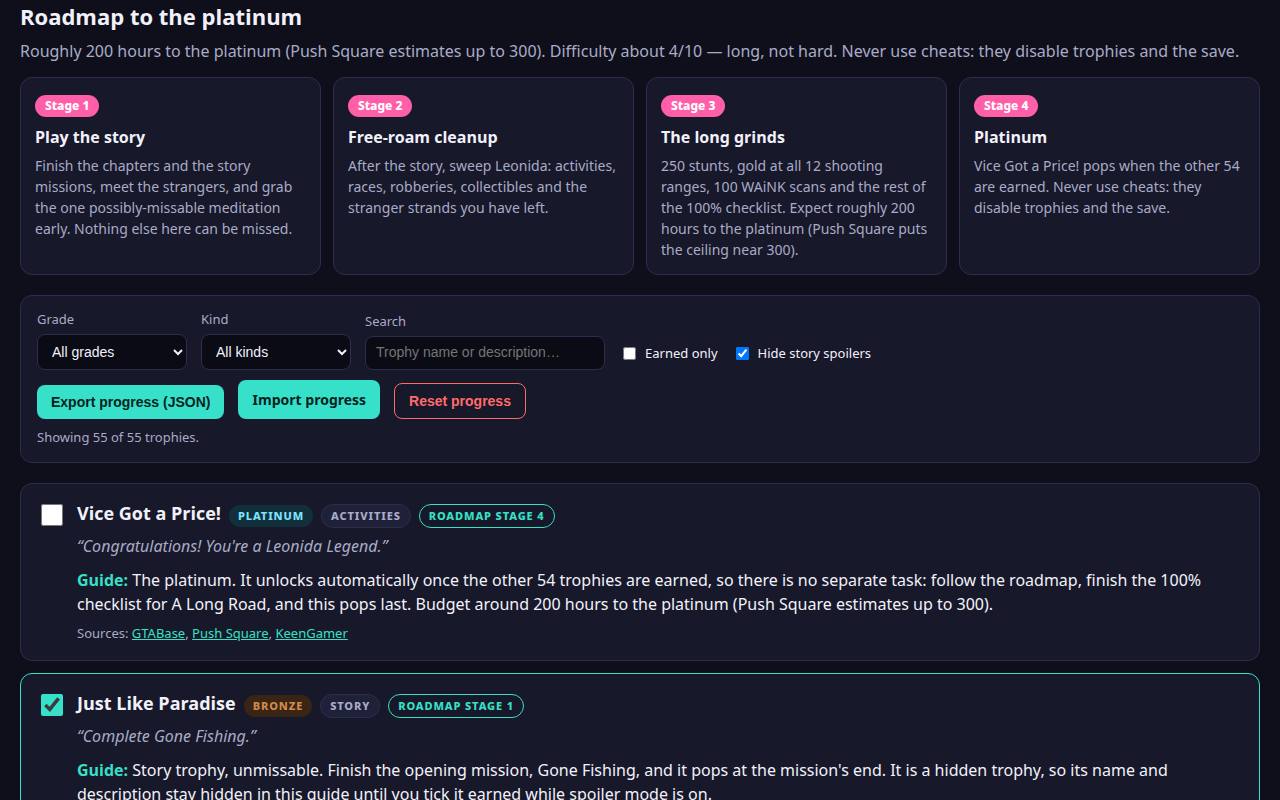 Roadmap to the platinum
Roughly 200 hours to the platinum (Push Square estimates up to 300). Difficulty about 4/10 — long, not hard. Never use cheats: they disable trophies and the save.
Stage 1
Play the story
Finish the chapters and the story
missions, meet the strangers, and grab
the one possibly-missable meditation
early. Nothing else here can be missed.
Stage 2
Free-roam cleanup
After the story, sweep Leonida: activities,
races, robberies, collectibles and the
stranger strands you have left.
Stage 3
The long grinds
250 stunts, gold at all 12 shooting
ranges, 100 WAiNK scans and the rest of
the 100% checklist. Expect roughly 200
hours to the platinum (Push Square puts
the ceiling near 300).
Stage 4
Platinum
Vice Got a Price! pops when the other 54
are earned. Never use cheats: they
disable trophies and the save.
Grade
All grades
Kind
All kinds
Search
Trophy name or description…
Earned only
Hide story spoilers
Export progress (JSON)
Import progress
Reset progress
Showing 55 of 55 trophies.
Vice Got a Price! PLATINUM ACTIVITIES ROADMAP STAGE 4
“Congratulations! You're a Leonida Legend.”
Guide: The platinum. It unlocks automatically once the other 54 trophies are earned, so there is no separate task: follow the roadmap, finish the 100%
checklist for A Long Road, and this pops last. Budget around 200 hours to the platinum (Push Square estimates up to 300).
Sources: GTABase, Push Square, KeenGamer
Just Like Paradise BRONZE STORY ROADMAP STAGE 1
“Complete Gone Fishing.”
Guide: Story trophy, unmissable. Finish the opening mission, Gone Fishing, and it pops at the mission's end. It is a hidden trophy, so its name and
description stay hidden in this guide until you tick it earned while spoiler mode is on.